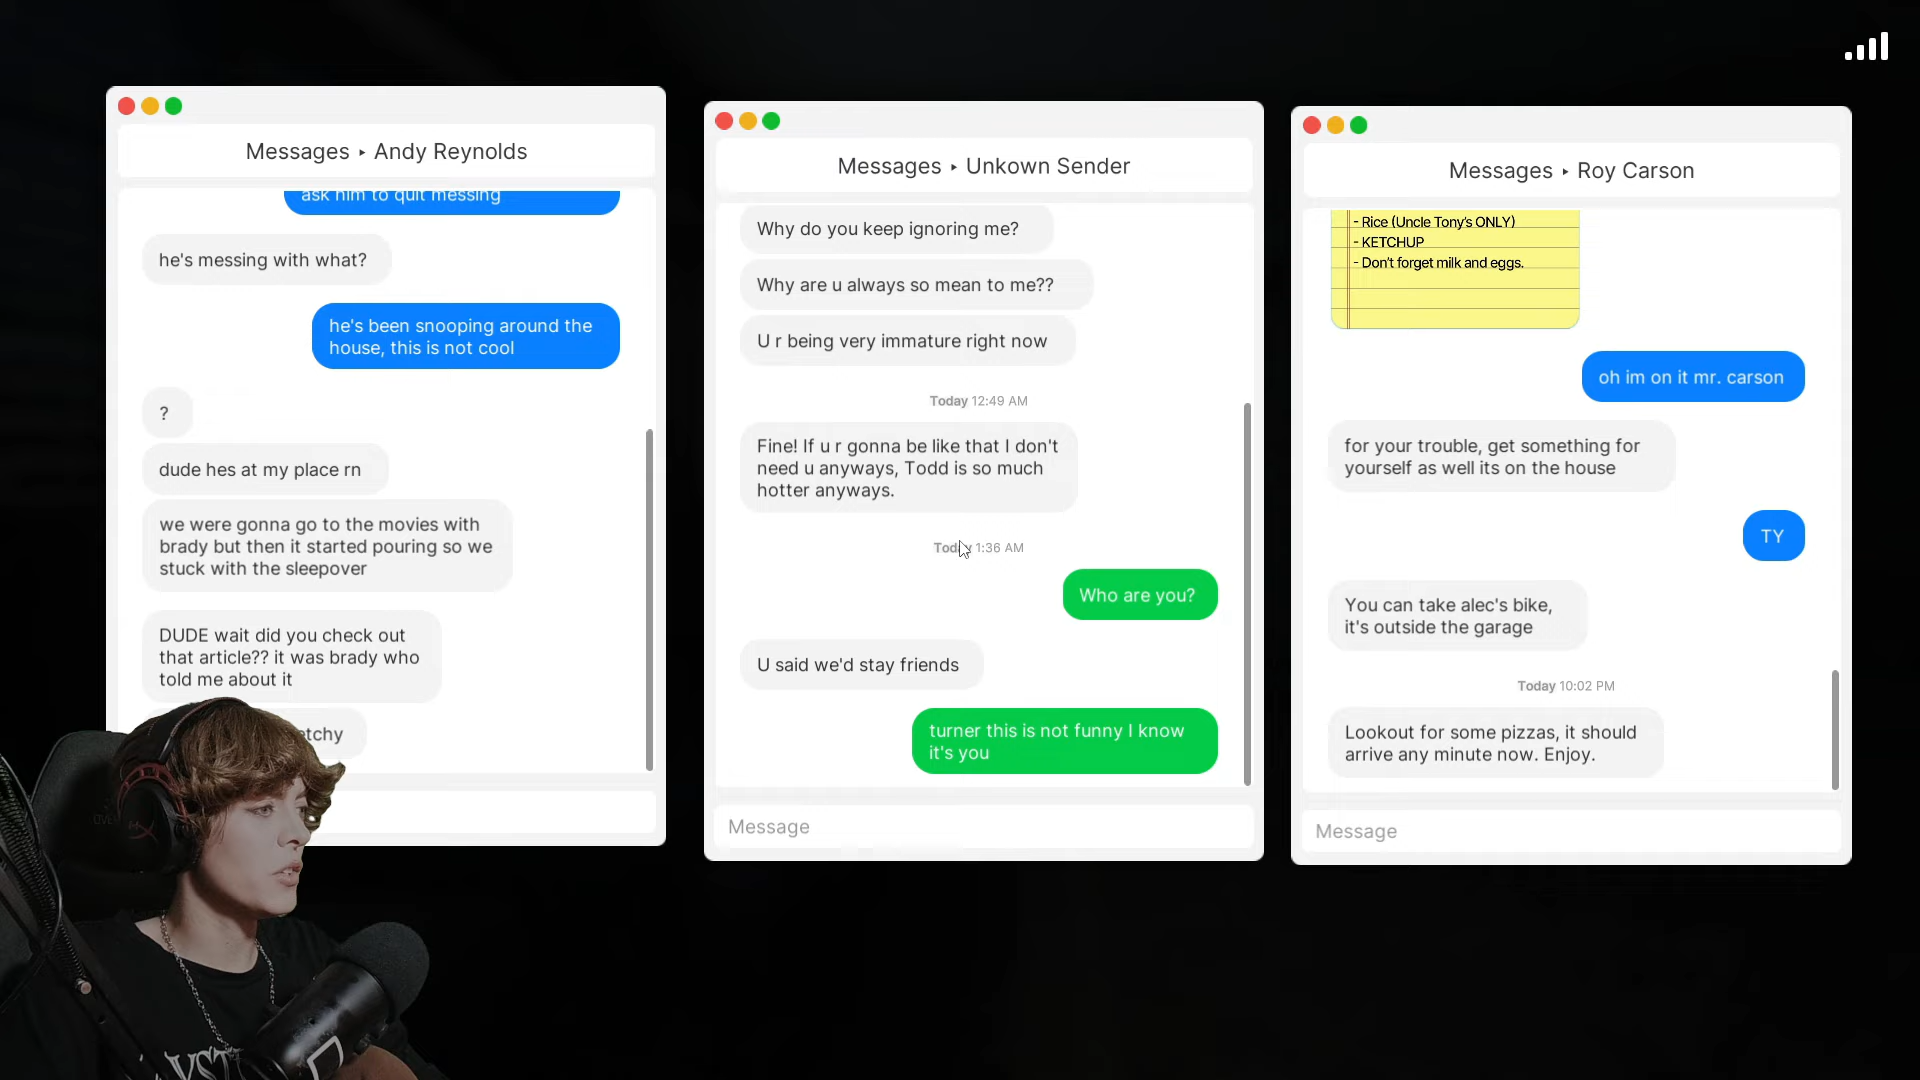 Messages ▸ Andy Reynolds
ask him to quit messing
he's messing with what?
he's been snooping around the
house, this is not cool
?
dude hes at my place rn
we were gonna go to the movies with
brady but then it started pouring so we
stuck with the sleepover
DUDE wait did you check out
that article?? it was brady who
told me about it
Messages ▸ Unkown Sender
Why do you keep ignoring me?
Why are u always so mean to me??
U r being very immature right now
Today 12:49 AM
Fine! If u r gonna be like that I don't
need u anyways, Todd is so much
hotter anyways.
Today 1:36 AM
Who are you?
U said we'd stay friends
turner this is not funny I know
it's you
Message
Messages ▸ Roy Carson
- Rice (Uncle Tony's ONLY)
- KETCHUP
- Don't forget milk and eggs.
oh im on it mr. carson
for your trouble, get something for
yourself as well its on the house
TY
You can take alec's bike,
it's outside the garage
Today 10:02 PM
Lookout for some pizzas, it should
arrive any minute now. Enjoy.
Message